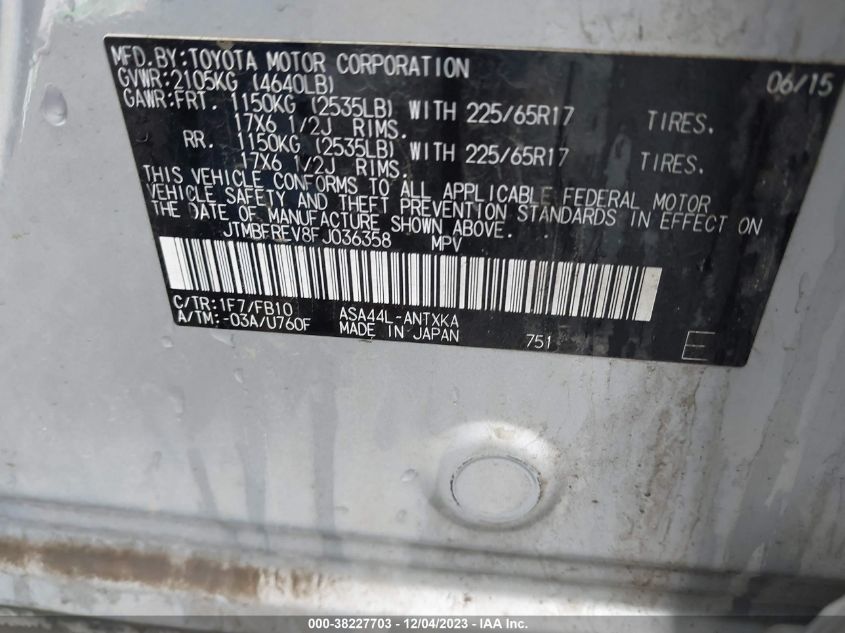 MFD.BY:TOYOTA MOTOR CORPORATION 06/15
GVWR:2105KG (4640LB)
GAWR:FRT. 1150KG (2535LB) WITH 225/65R17 TIRES.
17X6 1/2J RIMS.
RR. 1150KG (2535LB) WITH 225/65R17 TIRES.
17X6 1/2J RIMS.
THIS VEHICLE CONFORMS TO ALL APPLICABLE FEDERAL MOTOR
VEHICLE SAFETY AND THEFT PREVENTION STANDARDS IN EFFECT ON
THE DATE OF MANUFACTURE SHOWN ABOVE.
JTMBFREV8FJ036358 MPV
C/TR:1F7/FB10 ASA44L-ANTXKA
A/TM:-03A/U760F MADE IN JAPAN 751 E
000-38227703 - 12/04/2023 - IAA Inc.